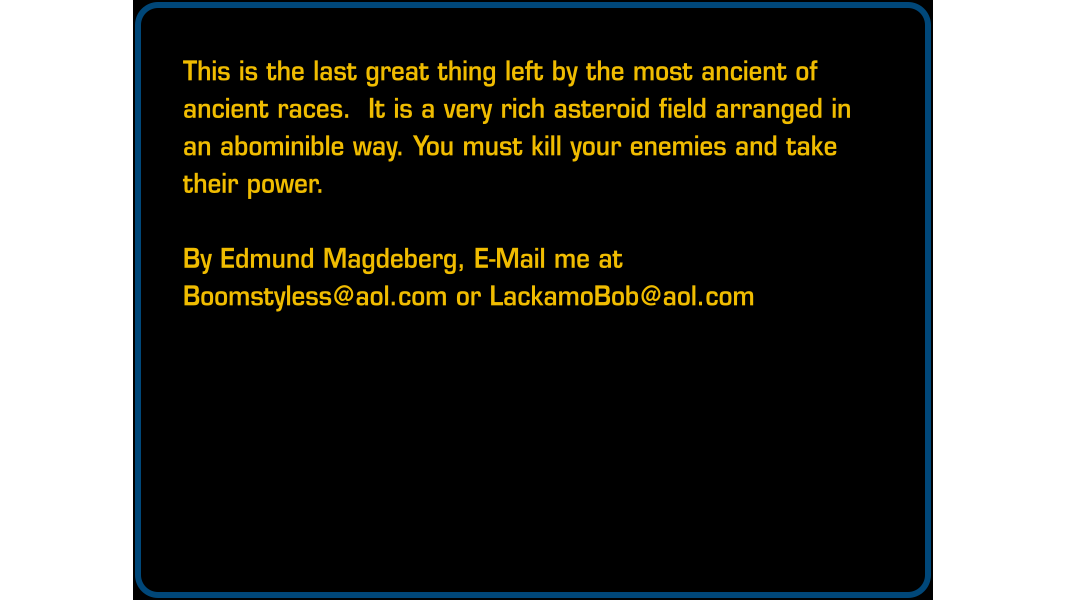 This is the last great thing left by the most ancient of
ancient races.  It is a very rich asteroid field arranged in
an abominible way. You must kill your enemies and take
their power.

By Edmund Magdeberg, E-Mail me at
Boomstyless@aol.com or LackamoBob@aol.com